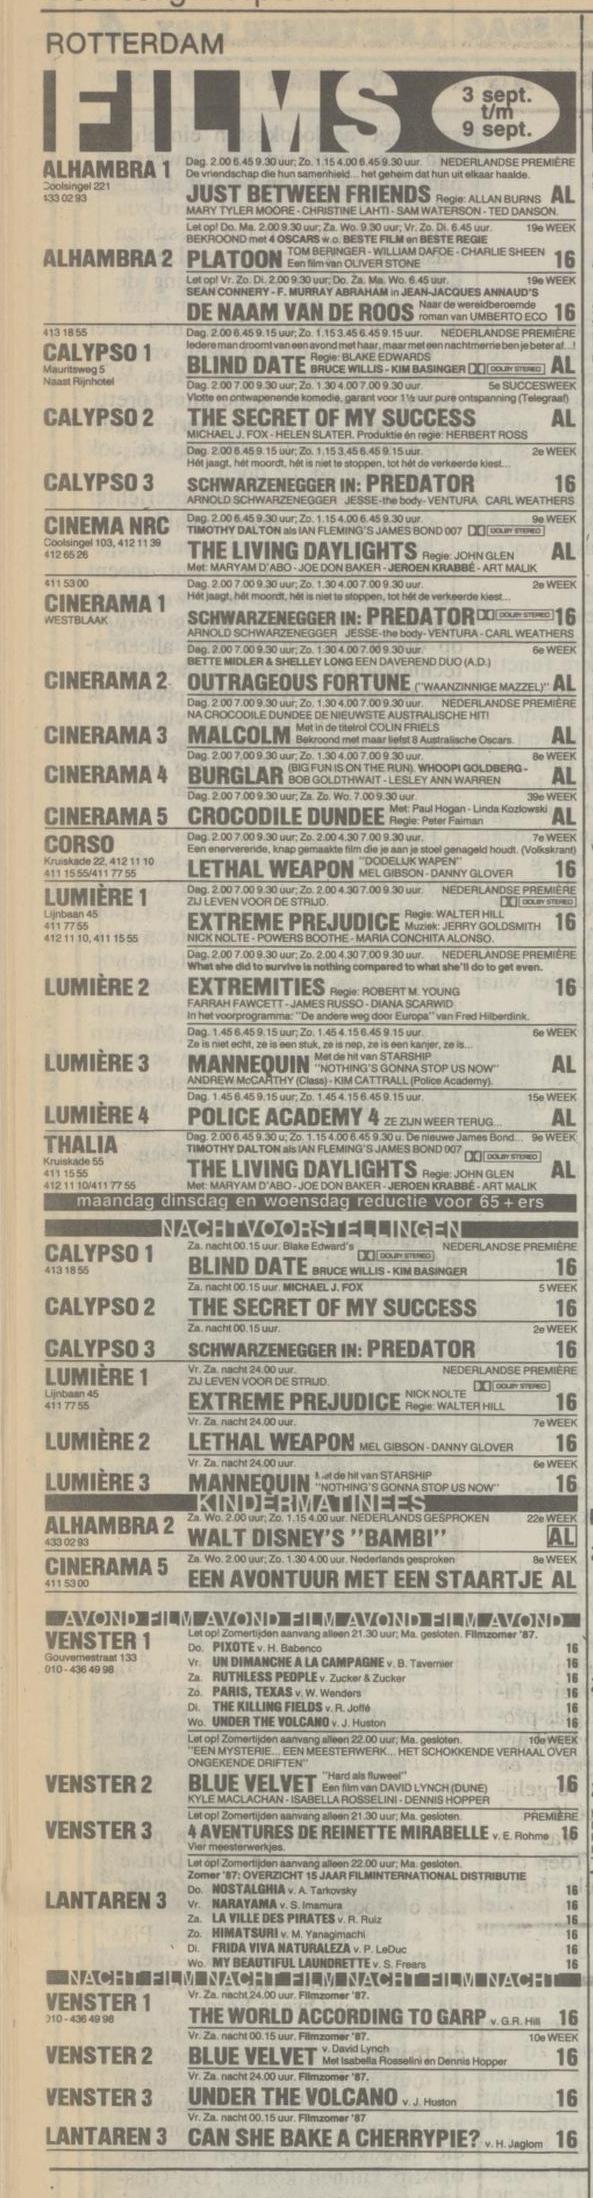 ROTTERDAM
FILMS
3 sept.
t/m
9 sept.
ALHAMBRA 1
Coolsingel 221
433 02 93
Dag. 2.00 6.45 9.30 uur; Zo. 1.15 4.00 6.45 9.30 uur. NEDERLANDSE PREMIÈRE
De vriendschap die hun samenhield... het geheim dat hun uit elkaar haalde.
JUST BETWEEN FRIENDS Regie: ALLAN BURNS AL
MARY TYLER MOORE - CHRISTINE LAHTI - SAM WATERSON - TED DANSON.
Let op! Do. Ma. 2.00 9.30 uur; Za. Wo. 9.30 uur; Vr. Zo. Di. 6.45 uur. 19e WEEK
BEKROOND met 4 OSCARS w.o. BESTE FILM en BESTE REGIE
ALHAMBRA 2 PLATOON TOM BERINGER - WILLIAM DAFOE - CHARLIE SHEEN 16
Een film van OLIVER STONE
Let op! Vr. Zo. Di. 2.00 9.30 uur; Do. Za. Ma. Wo. 6.45 uur. 19e WEEK
SEAN CONNERY - F. MURRAY ABRAHAM in JEAN-JACQUES ANNAUD'S
DE NAAM VAN DE ROOS Naar de wereldberoemde roman van UMBERTO ECO 16
413 18 55
CALYPSO 1
Mauritsweg 5
Naast Rijnhotel
Dag. 2.00 6.45 9.15 uur; Zo. 1.15 3.45 6.45 9.15 uur. NEDERLANDSE PREMIÈRE
Iedere man droomt van een avond met haar, maar met een nachtmerrie ben je beter af...!
BLIND DATE Regie: BLAKE EDWARDS
BRUCE WILLIS - KIM BASINGER DOLBY STEREO AL
Dag. 2.00 7.00 9.30 uur; Zo. 1.30 4.00 7.00 9.30 uur. 5e SUCCESWEEK
Vlotte en ontwapenende komedie, garant voor 1½ uur pure ontspanning (Telegraaf)
CALYPSO 2 THE SECRET OF MY SUCCESS AL
MICHAEL J. FOX - HELEN SLATER. Produktie én regie: HERBERT ROSS
Dag. 2.00 6.45 9.15 uur; Zo. 1.15 3.45 6.45 9.15 uur. 2e WEEK
Hét jaagt, hét moordt, hét is niet te stoppen, tot hét de verkeerde kiest...
CALYPSO 3 SCHWARZENEGGER IN: PREDATOR 16
ARNOLD SCHWARZENEGGER JESSE-the body-VENTURA CARL WEATHERS
CINEMA NRC
Coolsingel 103, 412 11 39
412 65 26
Dag. 2.00 6.45 9.30 uur; Zo. 1.15 4.00 6.45 9.30 uur. 9e WEEK
TIMOTHY DALTON als IAN FLEMING'S JAMES BOND 007 DOLBY STEREO
THE LIVING DAYLIGHTS Regie: JOHN GLEN AL
Met: MARYAM D'ABO - JOE DON BAKER - JEROEN KRABBÉ - ART MALIK
411 53 00
CINERAMA 1
WESTBLAAK
Dag. 2.00 7.00 9.30 uur; Zo. 1.30 4.00 7.00 9.30 uur. 2e WEEK
Hét jaagt, hét moordt, hét is niet te stoppen, tot hét de verkeerde kiest...
SCHWARZENEGGER IN: PREDATOR DOLBY STEREO 16
ARNOLD SCHWARZENEGGER JESSE-the body-VENTURA - CARL WEATHERS
Dag. 2.00 7.00 9.30 uur; Zo. 1.30 4.00 7.00 9.30 uur. 6e WEEK
BETTE MIDLER & SHELLEY LONG EEN DAVEREND DUO (A.D.)
CINERAMA 2 OUTRAGEOUS FORTUNE ("WAANZINNIGE MAZZEL)" AL
Dag. 2.00 7.00 9.30 uur; Zo. 1.30 4.00 7.00 9.30 uur. NEDERLANDSE PREMIÈRE
NA CROCODILE DUNDEE DE NIEUWSTE AUSTRALISCHE HIT!
CINERAMA 3 MALCOLM Met in de titelrol COLIN FRIELS
Bekroond met maar liefst 8 Australische Oscars. AL
Dag. 2.00 7.00 9.30 uur; Zo. 1.30 4.00 7.00 9.30 uur. 8e WEEK
CINERAMA 4 BURGLAR (BIG FUN IS ON THE RUN). WHOOPI GOLDBERG -
BOB GOLDTHWAIT - LESLEY ANN WARREN AL
Dag. 2.00 7.00 9.30 uur; Za. Zo. Wo. 7.00 9.30 uur. 39e WEEK
CINERAMA 5 CROCODILE DUNDEE Met: Paul Hogan - Linda Kozlowski
Regie: Peter Faiman AL
CORSO
Kruiskade 22, 412 11 10
411 15 55/411 77 55
Dag. 2.00 7.00 9.30 uur; Zo. 2.00 4.30 7.00 9.30 uur. 7e WEEK
Een enerverende, knap gemaakte film die je aan je stoel genageld houdt. (Volkskrant)
LETHAL WEAPON "DODELIJK WAPEN"
MEL GIBSON - DANNY GLOVER 16
LUMIÈRE 1
Lijnbaan 45
411 77 55
412 11 10, 411 15 55
Dag. 2.00 7.00 9.30 uur; Zo. 2.00 4.30 7.00 9.30 uur. NEDERLANDSE PREMIÈRE
ZIJ LEVEN VOOR DE STRIJD. DOLBY STEREO
EXTREME PREJUDICE Regie: WALTER HILL
Muziek: JERRY GOLDSMITH 16
NICK NOLTE - POWERS BOOTHE - MARIA CONCHITA ALONSO.
Dag. 2.00 7.00 9.30 uur; Zo. 2.00 4.30 7.00 9.30 uur. NEDERLANDSE PREMIÈRE
What she did to survive is nothing compared to what she'll do to get even.
LUMIÈRE 2 EXTREMITIES Regie: ROBERT M. YOUNG 16
FARRAH FAWCETT - JAMES RUSSO - DIANA SCARWID
In het voorprogramma: "De andere weg door Europa" van Fred Hilberdink.
Dag. 1.45 6.45 9.15 uur; Zo. 1.45 4.15 6.45 9.15 uur. 6e WEEK
Ze is niet echt, ze is een stuk, ze is nep, ze is een kanjer, ze is...
LUMIÈRE 3 MANNEQUIN Met de hit van STARSHIP
"NOTHING'S GONNA STOP US NOW" AL
ANDREW McCARTHY (Class) - KIM CATTRALL (Police Academy).
Dag. 1.45 6.45 9.15 uur; Zo. 1.45 4.15 6.45 9.15 uur. 15e WEEK
LUMIÈRE 4 POLICE ACADEMY 4 ZE ZIJN WEER TERUG... AL
THALIA
Kruiskade 55
411 15 55
412 11 10/411 77 55
Dag. 2.00 6.45 9.30 u; Zo. 1.15 4.00 6.45 9.30 u. De nieuwe James Bond... 9e WEEK
TIMOTHY DALTON als IAN FLEMING'S JAMES BOND 007 DOLBY STEREO
THE LIVING DAYLIGHTS Regie: JOHN GLEN AL
Met: MARYAM D'ABO - JOE DON BAKER - JEROEN KRABBÉ - ART MALIK
maandag dinsdag en woensdag reductie voor 65+ers
NACHTVOORSTELLINGEN
CALYPSO 1
413 18 55
Za. nacht 00.15 uur. Blake Edward's DOLBY STEREO NEDERLANDSE PREMIÈRE
BLIND DATE BRUCE WILLIS - KIM BASINGER 16
Za. nacht 00.15 uur. MICHAEL J. FOX 5 WEEK
CALYPSO 2 THE SECRET OF MY SUCCESS 16
Za. nacht 00.15 uur. 2e WEEK
CALYPSO 3 SCHWARZENEGGER IN: PREDATOR 16
LUMIÈRE 1
Lijnbaan 45
411 77 55
Vr. Za. nacht 24.00 uur. NEDERLANDSE PREMIÈRE
ZIJ LEVEN VOOR DE STRIJD. DOLBY STEREO
EXTREME PREJUDICE NICK NOLTE
Regie: WALTER HILL 16
Vr. Za. nacht 24.00 uur. 7e WEEK
LUMIÈRE 2 LETHAL WEAPON MEL GIBSON - DANNY GLOVER 16
Vr. Za. nacht 24.00 uur. 6e WEEK
LUMIÈRE 3 MANNEQUIN Met de hit van STARSHIP
"NOTHING'S GONNA STOP US NOW" 16
KINDERMATINEES
ALHAMBRA 2
433 02 93
Za. Wo. 2.00 uur; Zo. 1.15 4.00 uur. NEDERLANDS GESPROKEN 22e WEEK
WALT DISNEY'S "BAMBI" AL
CINERAMA 5
411 53 00
Za. Wo. 2.00 uur; Zo. 1.30 4.00 uur. Nederlands gesproken 8e WEEK
EEN AVONTUUR MET EEN STAARTJE AL
AVOND FILM AVOND FILM AVOND FILM AVOND FILM AVOND
VENSTER 1
Gouvernestraat 133
010 - 436 49 98
Let op! Zomertijden aanvang alleen 21.30 uur; Ma. gesloten. Filmzomer '87.
Do. PIXOTE v. H. Babenco 16
Vr. UN DIMANCHE A LA CAMPAGNE v. B. Tavernier 16
Za. RUTHLESS PEOPLE v. Zucker & Zucker 16
Zo. PARIS, TEXAS v. W. Wenders 16
Di. THE KILLING FIELDS v. R. Joffé 16
Wo. UNDER THE VOLCANO v. J. Huston 16
Let op! Zomertijden aanvang alleen 22.00 uur; Ma. gesloten. 10e WEEK
"EEN MYSTERIE... EEN MEESTERWERK... HET SCHOKKENDE VERHAAL OVER
ONGEKENDE DRIFTEN"
VENSTER 2 BLUE VELVET "Hard als fluweel"
Een film van DAVID LYNCH (DUNE) 16
KYLE MACLACHAN - ISABELLA ROSSELINI - DENNIS HOPPER
Let op! Zomertijden aanvang alleen 21.30 uur; Ma. gesloten. PREMIÈRE
VENSTER 3 4 AVENTURES DE REINETTE MIRABELLE v. E. Rohme 16
Vier meesterwerkjes.
Let op! Zomertijden aanvang alleen 22.00 uur; Ma. gesloten.
Zomer '87: OVERZICHT 15 JAAR FILMINTERNATIONAL DISTRIBUTIE
LANTAREN 3 Do. NOSTALGHIA v. A. Tarkovsky 16
Vr. NARAYAMA v. S. Imamura 16
Za. LA VILLE DES PIRATES v. R. Ruiz 16
Zo. HIMATSURI v. M. Yanagimachi 16
Di. FRIDA VIVA NATURALEZA v. P. LeDuc 16
Wo. MY BEAUTIFUL LAUNDRETTE v. S. Frears 16
NACHT FILM NACHT FILM NACHT FILM NACHT FILM NACHT
VENSTER 1
010 - 436 49 98
Vr. Za. nacht 24.00 uur. Filmzomer '87.
THE WORLD ACCORDING TO GARP v. G.R. Hill 16
Vr. Za. nacht 00.15 uur. Filmzomer '87. 10e WEEK
VENSTER 2 BLUE VELVET v. David Lynch
Met Isabella Rosselini en Dennis Hopper 16
Vr. Za. nacht 24.00 uur. Filmzomer '87.
VENSTER 3 UNDER THE VOLCANO v. J. Huston 16
Vr. Za. nacht 00.15 uur. Filmzomer '87
LANTAREN 3 CAN SHE BAKE A CHERRYPIE? v. H. Jaglom 16